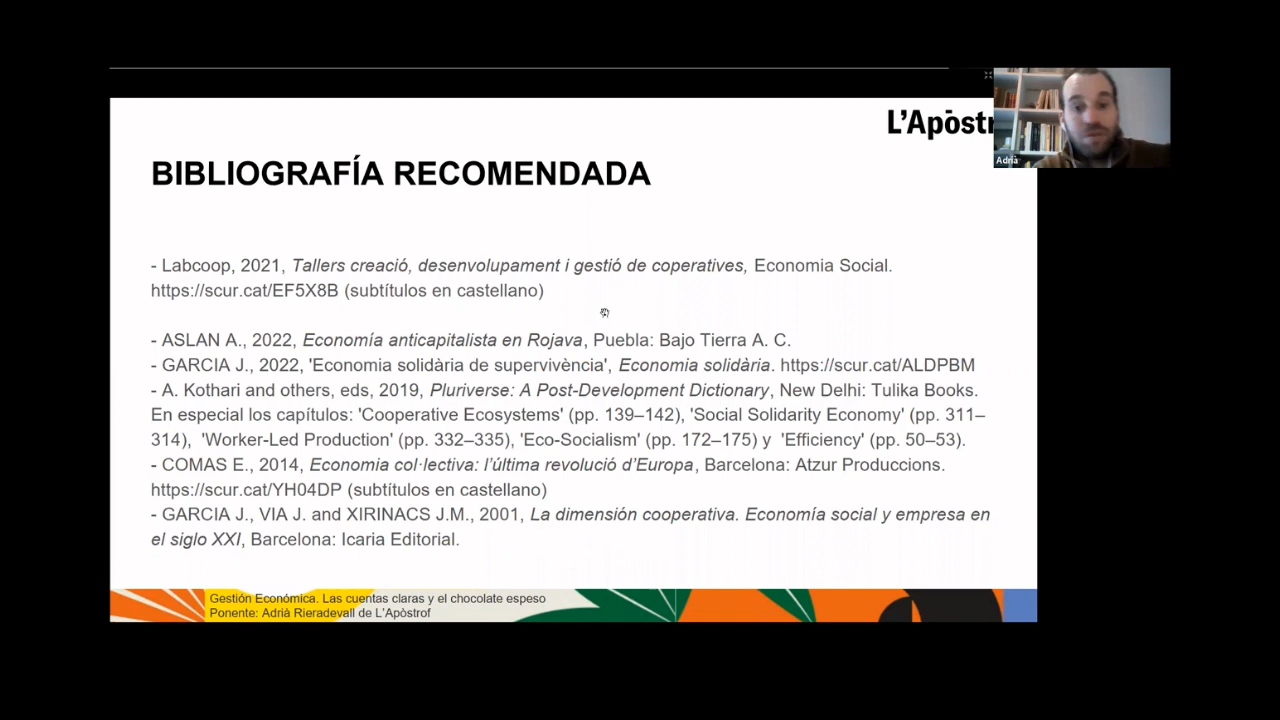 L'Apòst
Adrià
BIBLIOGRAFÍA RECOMENDADA
- Labcoop, 2021, Tallers creació, desenvolupament i gestió de coperatives, Economia Social.
https://scur.cat/EF5X8B (subtítulos en castellano)
- ASLAN A., 2022, Economía anticapitalista en Rojava, Puebla: Bajo Tierra A. C.
- GARCIA J., 2022, 'Economia solidària de supervivència', Economia solidària. https://scur.cat/ALDPBM
- A. Kothari and others, eds, 2019, Pluriverse: A Post-Development Dictionary, New Delhi: Tulika Books.
En especial los capítulos: 'Cooperative Ecosystems' (pp. 139–142), 'Social Solidarity Economy' (pp. 311–
314), 'Worker-Led Production' (pp. 332–335), 'Eco-Socialism' (pp. 172–175) y 'Efficiency' (pp. 50–53).
- COMAS E., 2014, Economia col·lectiva: l'última revolució d'Europa, Barcelona: Atzur Produccions.
https://scur.cat/YH04DP (subtítulos en castellano)
- GARCIA J., VIA J. and XIRINACS J.M., 2001, La dimensión cooperativa. Economía social y empresa en
el siglo XXI, Barcelona: Icaria Editorial.
Gestión Económica. Las cuentas claras y el chocolate espeso
Ponente: Adrià Rieradevall de L'Apòstrof